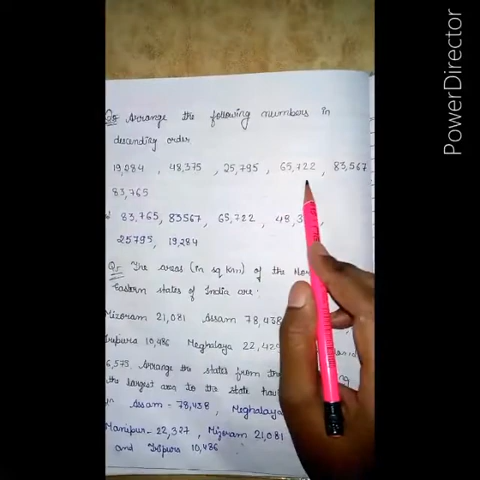 Q5 Arrange the following numbers in
descending order
19,284 , 48,375 , 25,795 , 65,722 , 83,567
83,765
83,765, 83567, 65,722 , 48,3
25795, 19,284
Q5 The areas (in sq km) of the
Eastern states of India are:
Mizoram 21,081 Assam 78,438
Tripura 10,486 Meghalaya 22,429
6,575 Arrange the states from the
the largest area to the state
Assam - 78,438 , Meghalaya
Manipur - 22,327 , Mizoram 21,081
and Tripura 10,486
PowerDirector